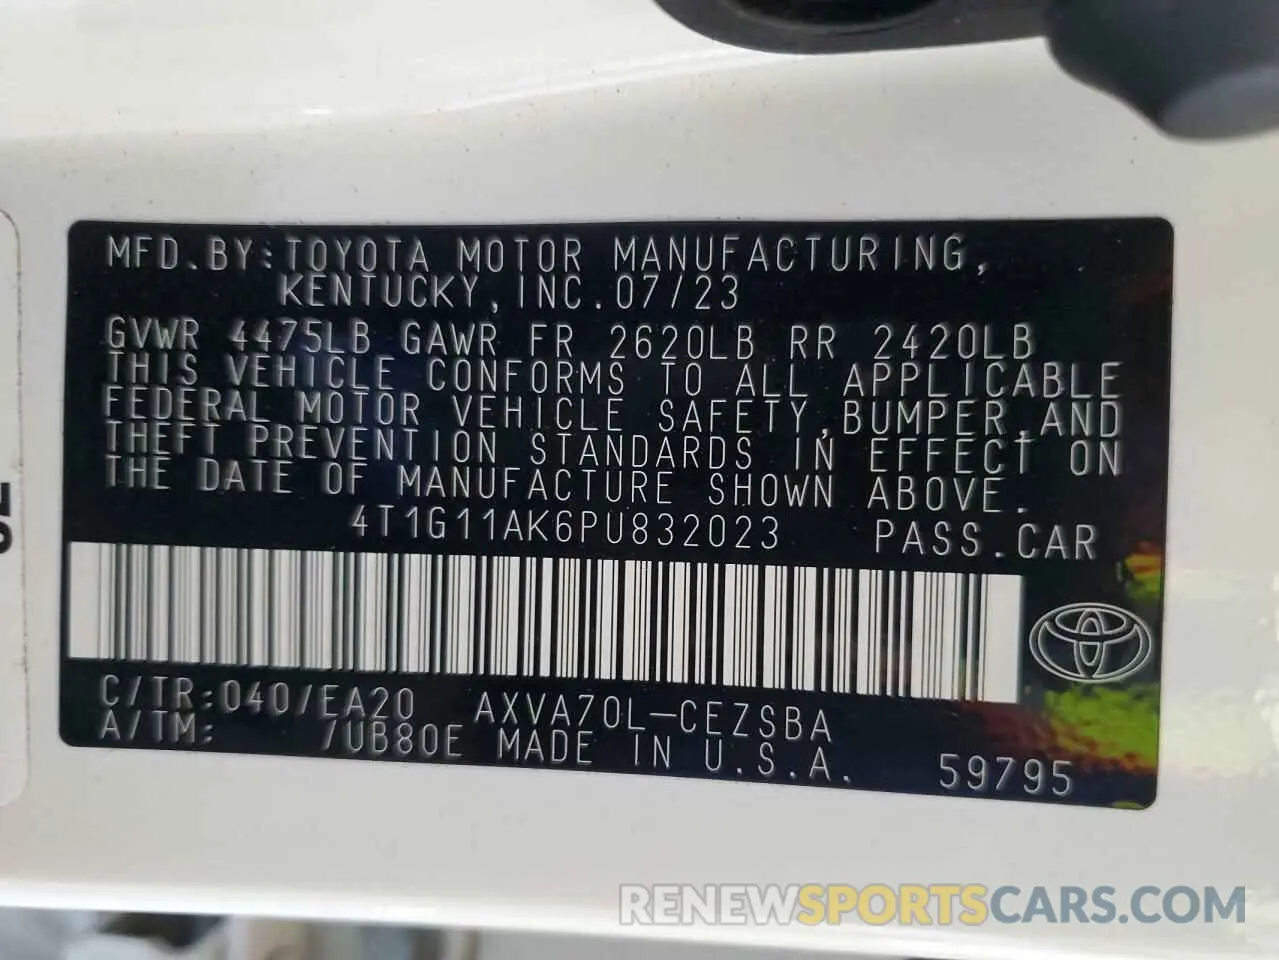 MFD.BY:TOYOTA MOTOR MANUFACTURING,
KENTUCKY,INC.07/23
GVWR 4475LB GAWR FR 2620LB RR 2420LB
THIS VEHICLE CONFORMS TO ALL APPLICABLE
FEDERAL MOTOR VEHICLE SAFETY,BUMPER,AND
THEFT PREVENTION STANDARDS IN EFFECT ON
THE DATE OF MANUFACTURE SHOWN ABOVE.
4T1G11AK6PU832023 PASS.CAR
C/TR:040/EA20 AXVA70L-CEZSBA
A/TM: /UB80E MADE IN U.S.A.
59795
RENEWSPORTSCARS.COM